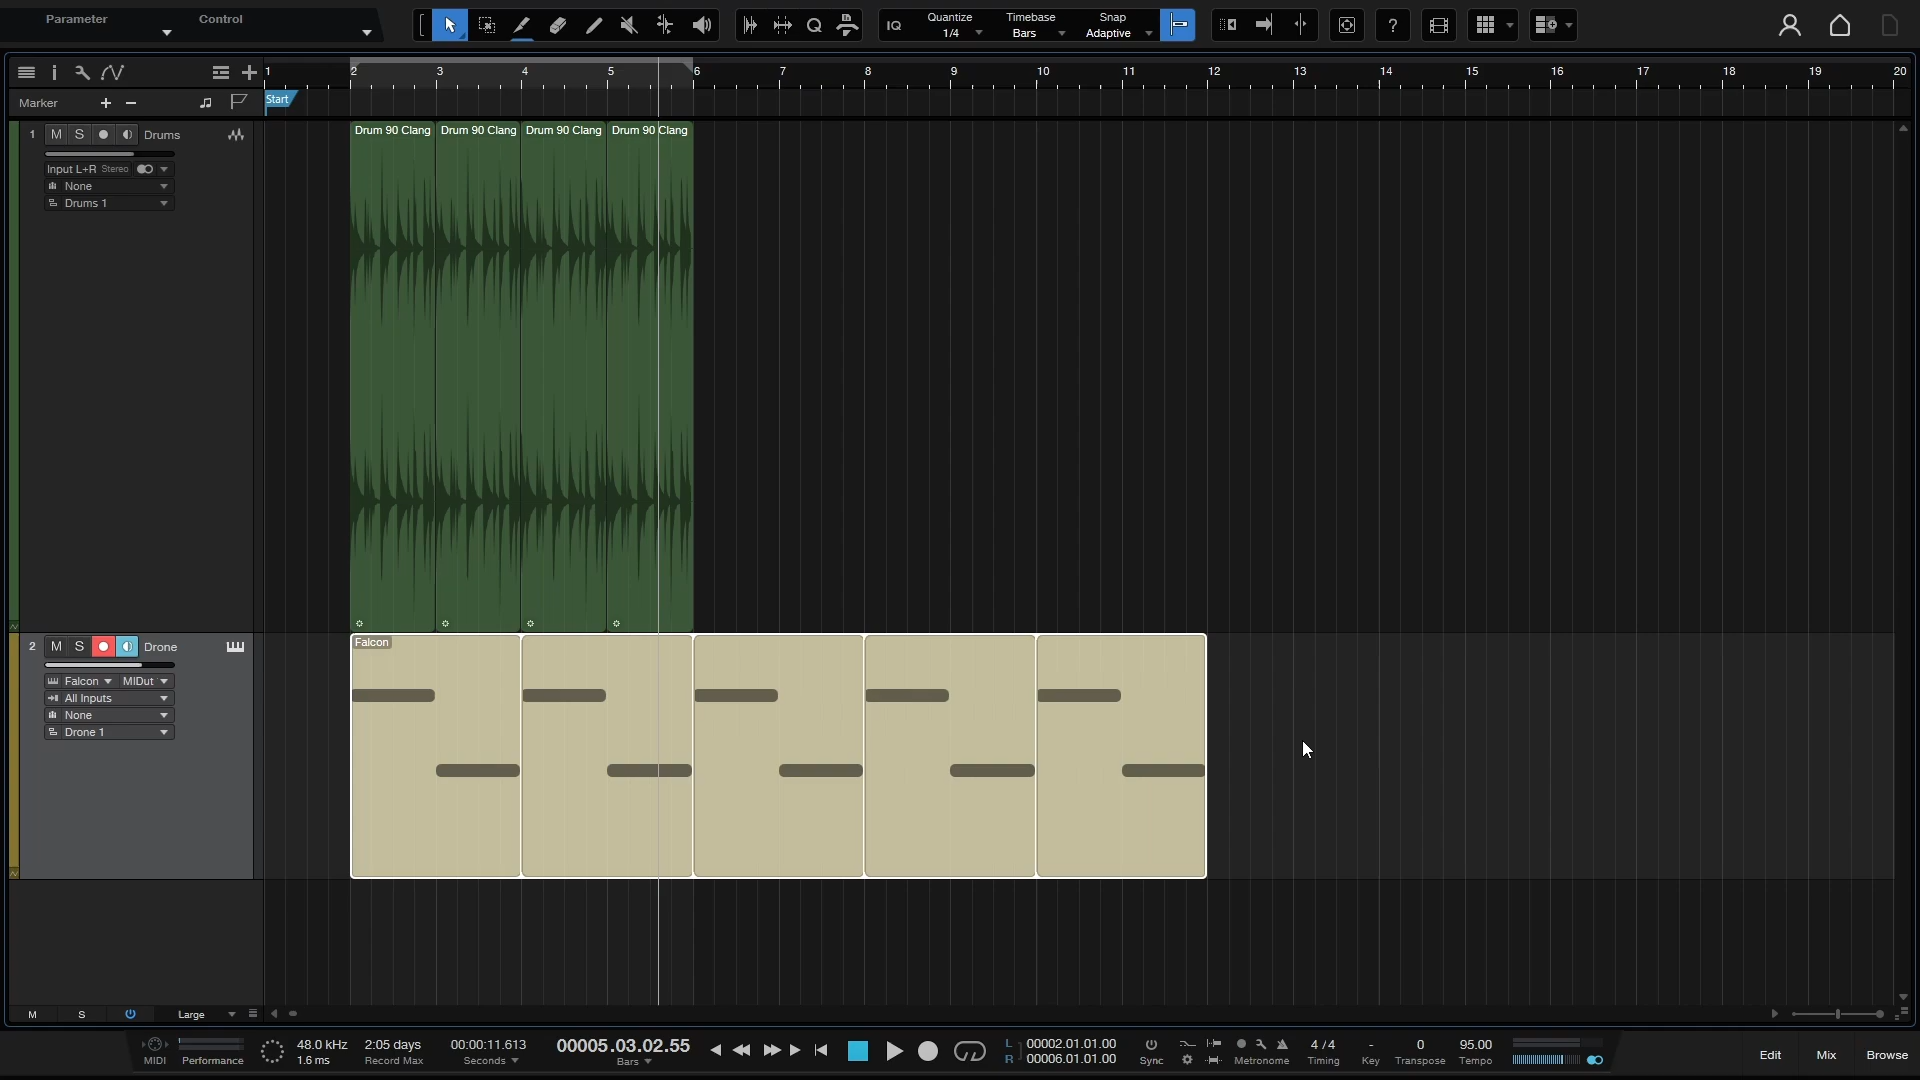 Parameter
Control
Quantize
1/4
Timebase
Bars
Snap
Adaptive
IQ
Q
?
i
1 2 3 4 5 6 7 8 9 10 11 12 13 14 15 16 17 18 19 20
Marker
Start
1 M S Drums
Input L+R Stereo
None
Drums 1
Drum 90 Clang Drum 90 Clang Drum 90 Clang Drum 90 Clang
2 M S Drone
Falcon MIDut
All Inputs
None
Drone 1
Falcon
M S Large
MIDI
Performance
48.0 kHz
1.6 ms
2:05 days
Record Max
00:00:11.613
Seconds
00005.03.02.55
Bars
L 00002.01.01.00
R 00006.01.01.00
Sync
Metronome
4 / 4
Timing
-
Key
0
Transpose
95.00
Tempo
Edit Mix Browse